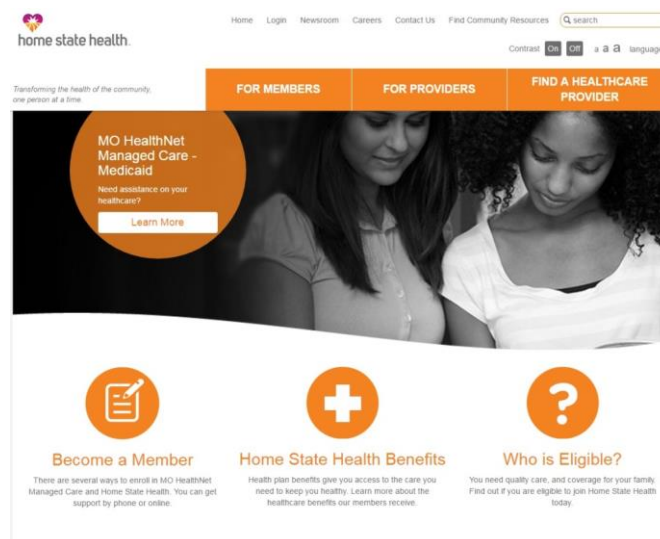 home state health.
Home Login Newsroom Careers Contact Us Find Community Resources search
Contrast On Off a a a language
Transforming the health of the community,
one person at a time.
FOR MEMBERS
FOR PROVIDERS
FIND A HEALTHCARE
PROVIDER
MO HealthNet
Managed Care -
Medicaid
Need assistance on your
healthcare?
Learn More
Become a Member
There are several ways to enroll in MO HealthNet
Managed Care and Home State Health. You can get
support by phone or online.
Home State Health Benefits
Health plan benefits give you access to the care you
need to keep you healthy. Learn more about the
healthcare benefits our members receive.
Who is Eligible?
You need quality care, and coverage for your family.
Find out if you are eligible to join Home State Health
today.